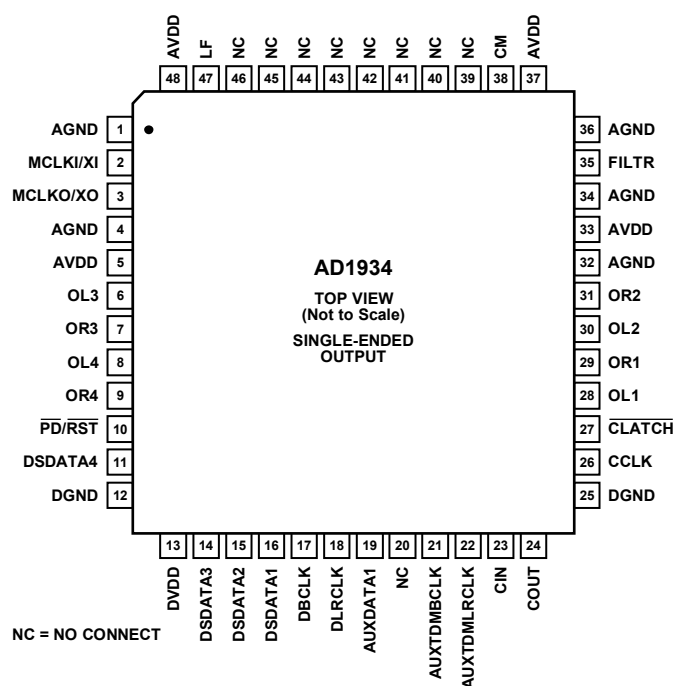 AVDD
LF
NC
NC
NC
NC
NC
NC
NC
NC
CM
AVDD
48 47 46 45 44 43 42 41 40 39 38 37
AGND 1
MCLKI/XI 2
MCLKO/XO 3
AGND 4
AVDD 5
OL3 6
OR3 7
OL4 8
OR4 9
PD/RST 10
DSDATA4 11
DGND 12
AD1934
TOP VIEW
(Not to Scale)
SINGLE-ENDED
OUTPUT
36 AGND
35 FILTR
34 AGND
33 AVDD
32 AGND
31 OR2
30 OL2
29 OR1
28 OL1
27 CLATCH
26 CCLK
25 DGND
13 14 15 16 17 18 19 20 21 22 23 24
DVDD
DSDATA3
DSDATA2
DSDATA1
DBCLK
DLRCLK
AUXDATA1
NC
AUXTDMBCLK
AUXTDMLRCLK
CIN
COUT
NC = NO CONNECT